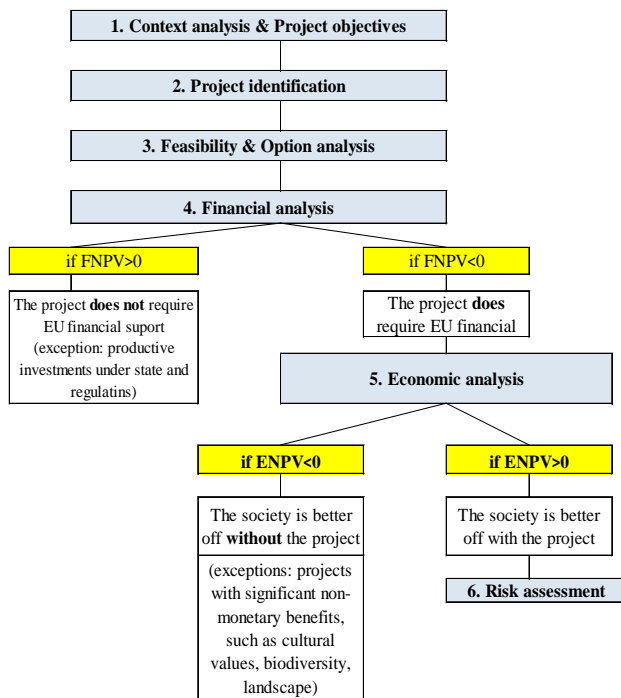 1. Context analysis & Project objectives
2. Project identification
3. Feasibility & Option analysis
4. Financial analysis
if FNPV>0
The project does not require
EU financial suport
(exception: productive
investments under state and
regulatins)
if FNPV<0
The project does
require EU financial
5. Economic analysis
if ENPV<0
The society is better
off without the project
(exceptions: projects
with significant non-
monetary benefits,
such as cultural
values, biodiversity,
landscape)
if ENPV>0
The society is better
off with the project
6. Risk assessment